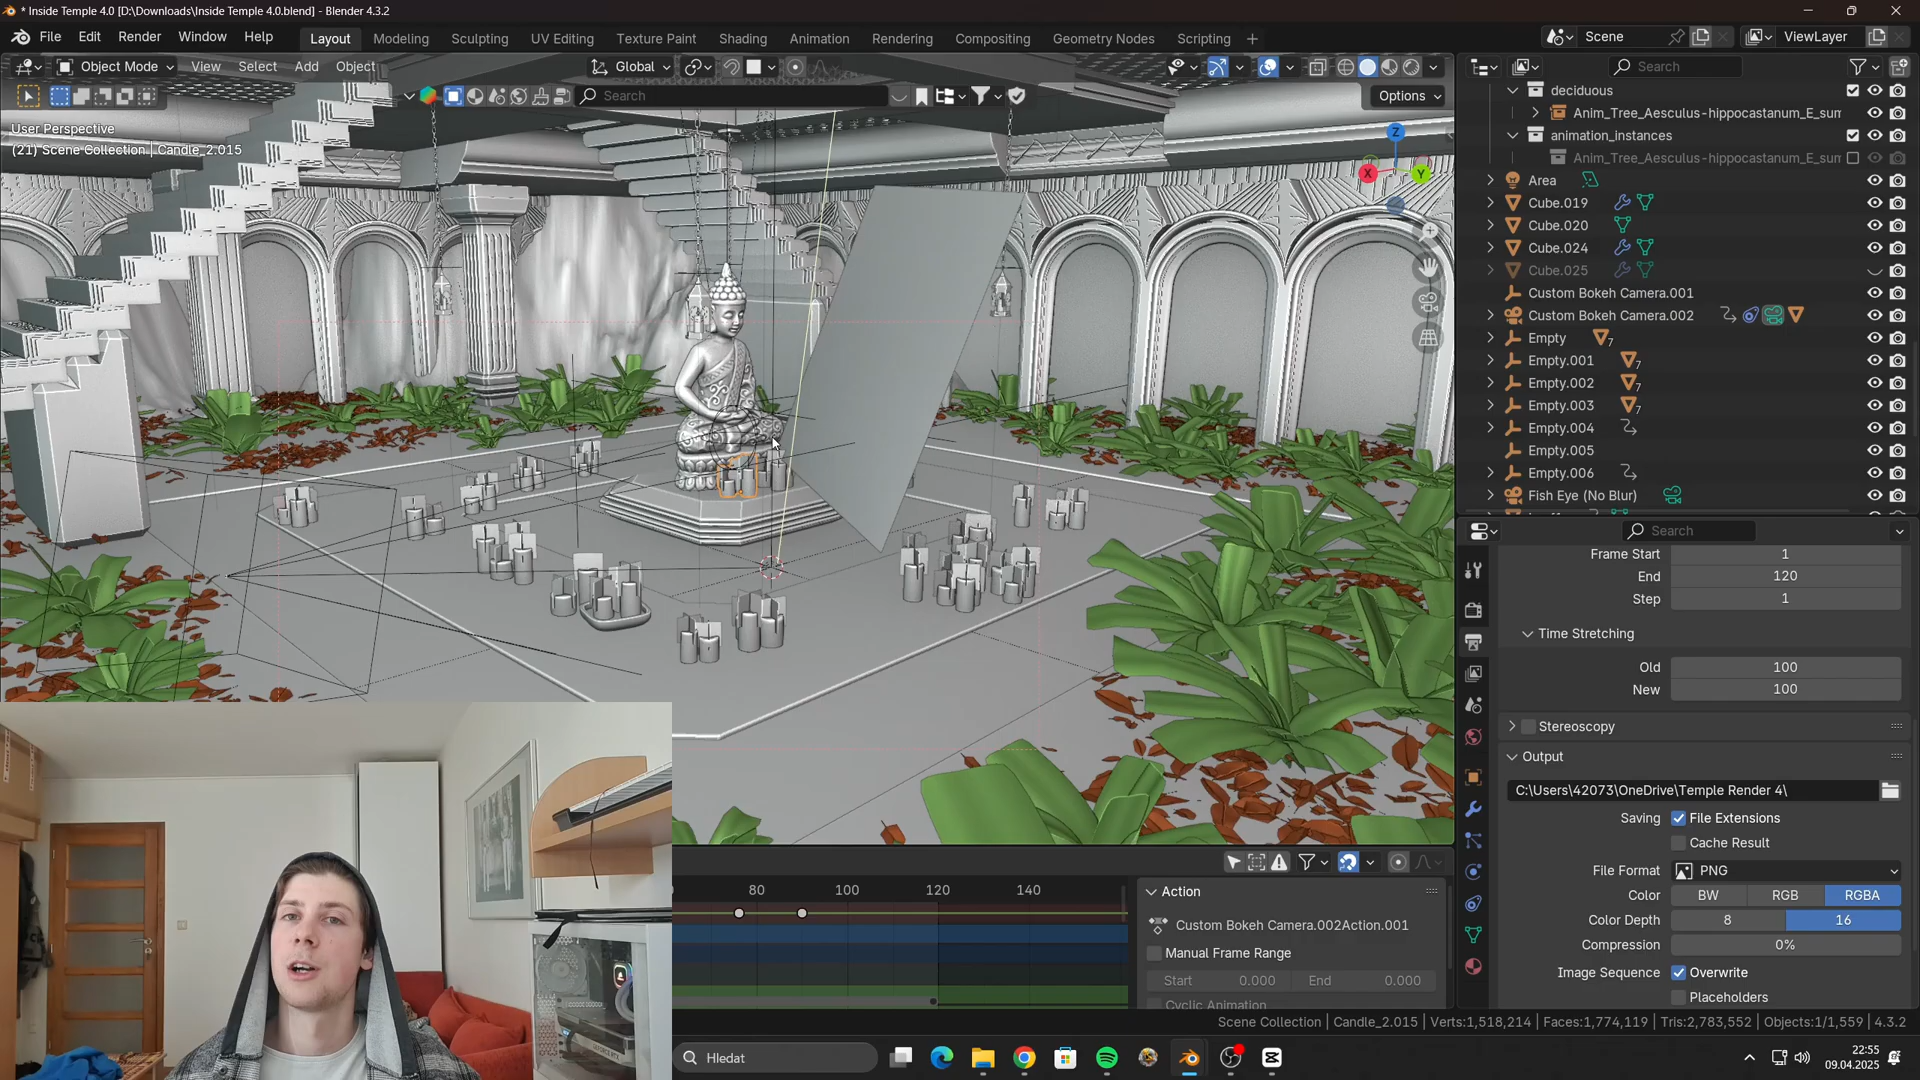 * Inside Temple 4.0 [D:\Downloads\Inside Temple 4.0.blend] - Blender 4.3.2
File Edit Render Window Help
Layout Modeling Sculpting UV Editing Texture Paint Shading Animation Rendering Compositing Geometry Nodes Scripting +
Scene
ViewLayer
Object Mode View Select Add Object
Global
Search
Search
Options
User Perspective
(21) Scene Collection | Candle_2.015
Z
X
Y
deciduous
Anim_Tree_Aesculus-hippocastanum_E_sum
animation_instances
Anim_Tree_Aesculus-hippocastanum_E_sum
Area
Cube.019
Cube.020
Cube.024
Cube.025
Custom Bokeh Camera.001
Custom Bokeh Camera.002
Empty 7
Empty.001 7
Empty.002 7
Empty.003 7
Empty.004
Empty.005
Empty.006
Fish Eye (No Blur)
Search
Frame Start 1
End 120
Step 1
Time Stretching
Old 100
New 100
Stereoscopy
Output
C:\Users\42073\OneDrive\Temple Render 4\
Saving File Extensions
Cache Result
File Format PNG
Color BW RGB RGBA
Color Depth 8 16
Compression 0%
Image Sequence Overwrite
Placeholders
80 100 120 140
Action
Custom Bokeh Camera.002Action.001
Manual Frame Range
Start 0.000 End 0.000
Cyclic Animation
Scene Collection | Candle_2.015 | Verts:1,518,214 | Faces:1,774,119 | Tris:2,783,552 | Objects:1/1,559 | 4.3.2
Hledat
22:55
09.04.2025